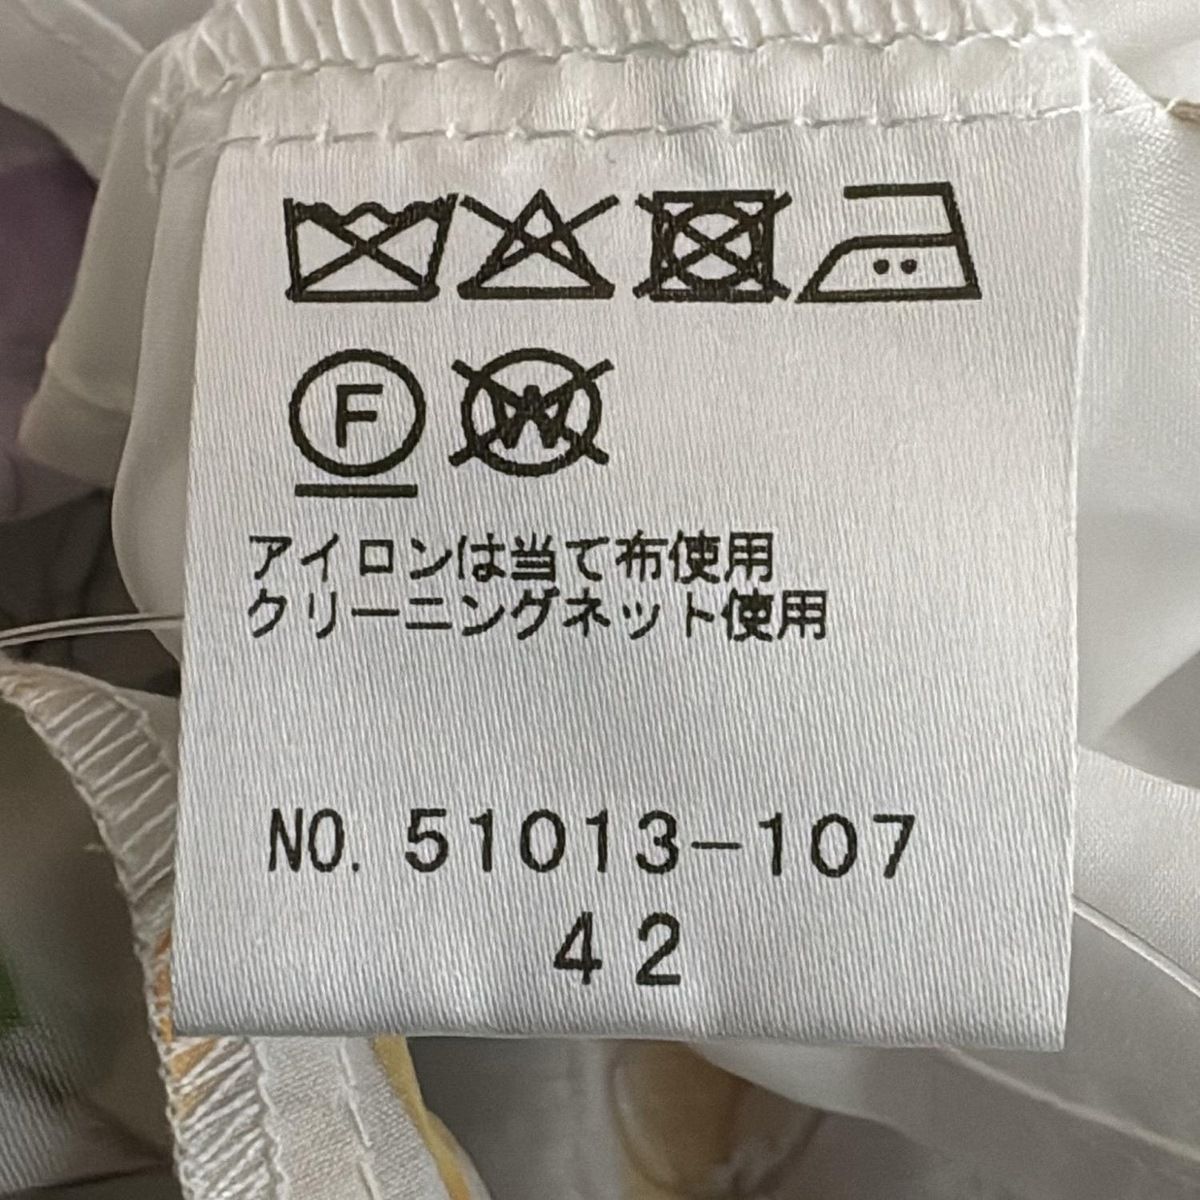 F W
アイロンは当て布使用
クリーニングネット使用
NO. 51013-107
42